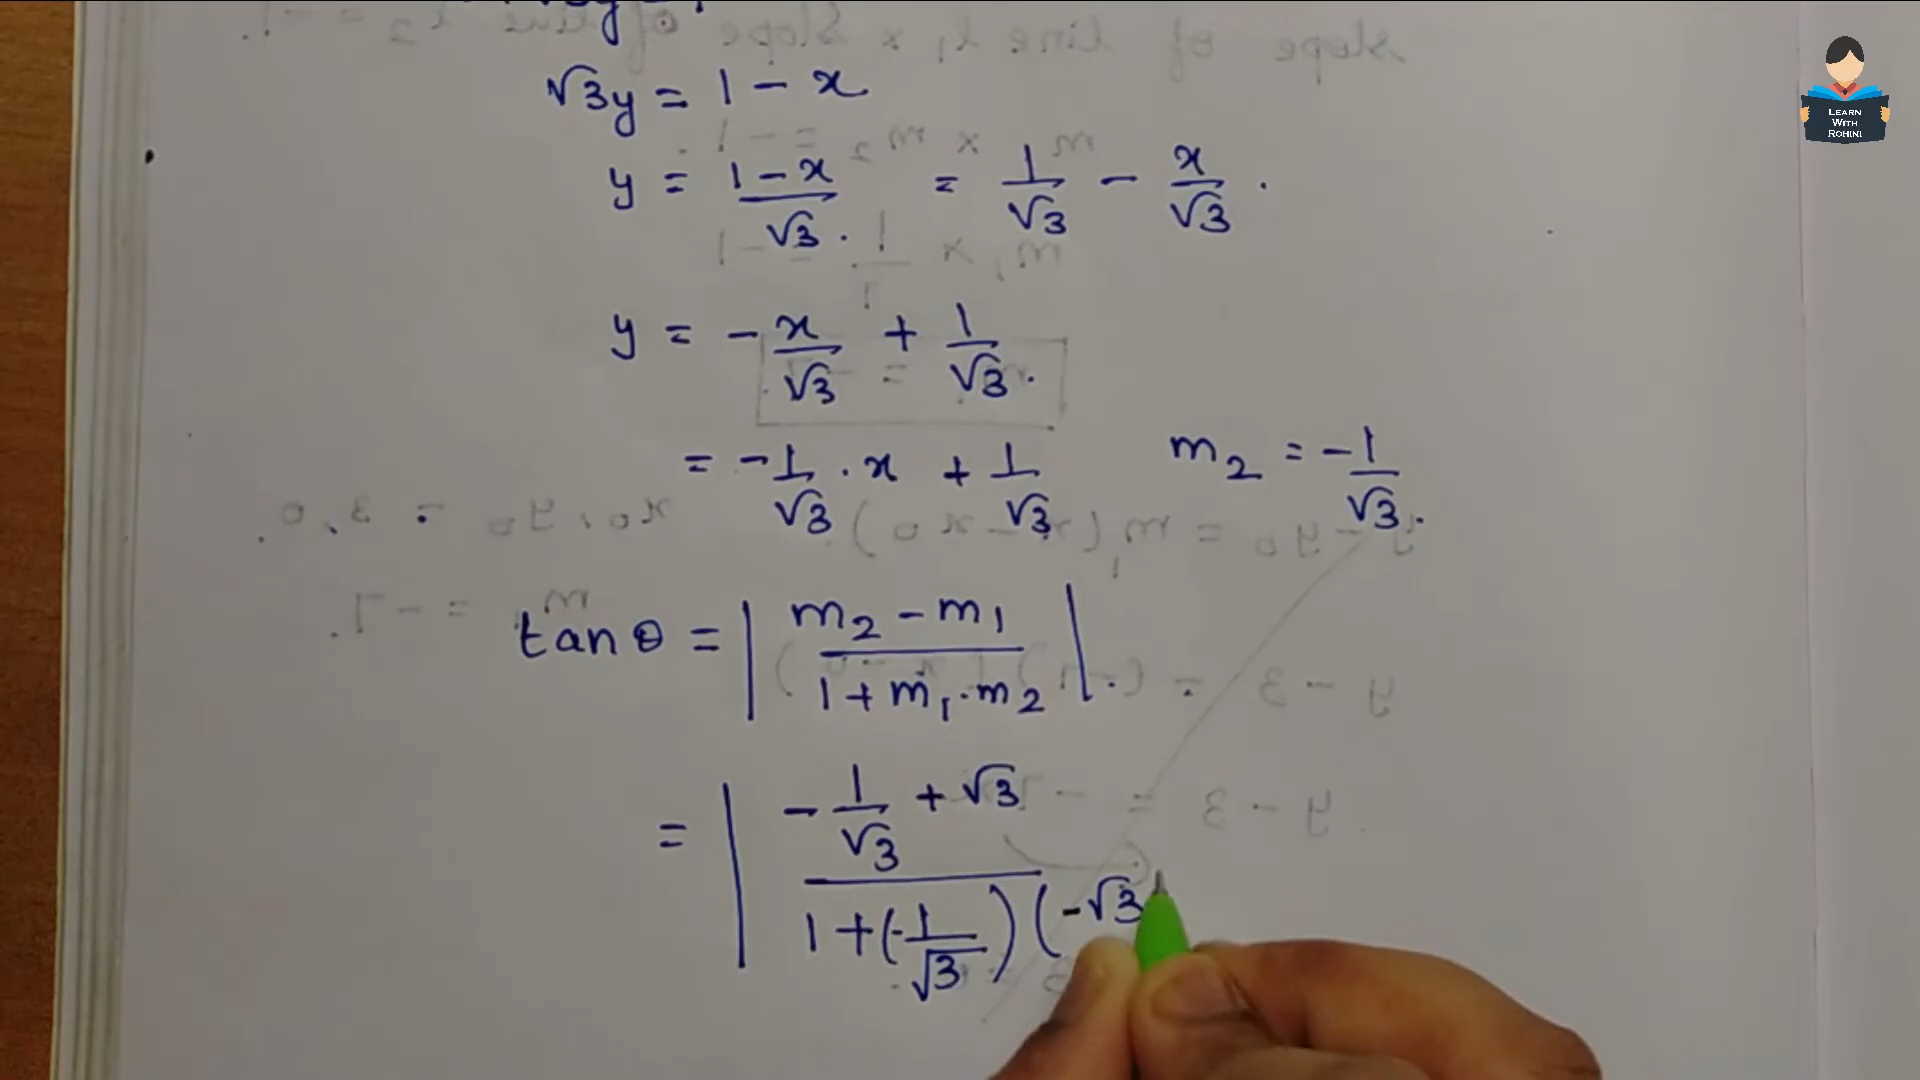 √3y = 1 - x
y = (1 - x)/√3. = 1/√3 - x/√3.
y = -x/√3 + 1/√3.
= -1/√3 . x + 1/√3
m₂ = -1/√3.
tan θ = | (m₂ - m₁)/(1 + m₁.m₂) |.
= | (-1/√3 + √3)/(1 + (-1/√3)(-√3
LEARN
WITH
ROHINI